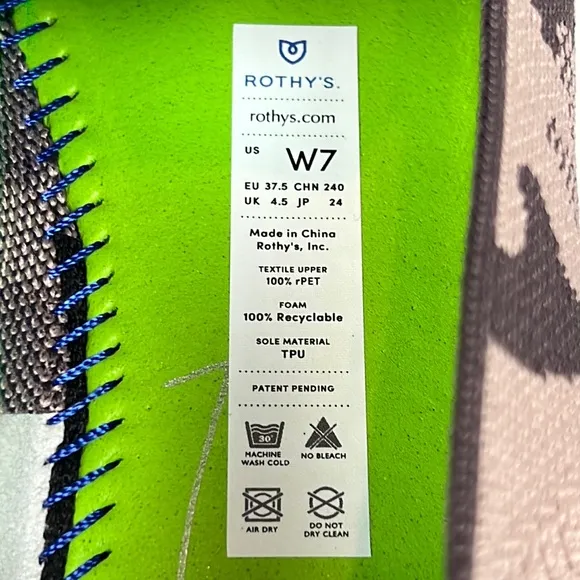 ROTHY'S.
rothys.com
US W7
EU 37.5 CHN 240
UK 4.5 JP 24
Made in China
Rothy's, Inc.
TEXTILE UPPER
100% rPET
FOAM
100% Recyclable
SOLE MATERIAL
TPU
PATENT PENDING
30°
MACHINE
WASH COLD
NO BLEACH
AIR DRY
DO NOT
DRY CLEAN